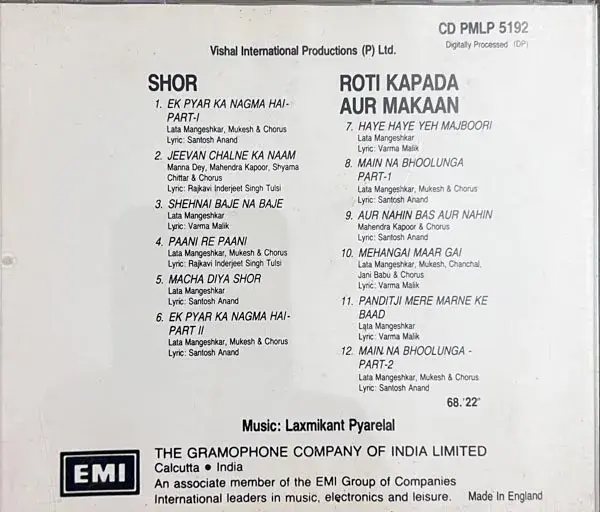 CD PMLP 5192
Digitally Processed (DP)
Vishal International Productions (P) Ltd.
SHOR
1. EK PYAR KA NAGMA HAI-
PART-I
Lata Mangeshkar, Mukesh & Chorus
Lyric: Santosh Anand
2. JEEVAN CHALNE KA NAAM
Manna Dey, Mahendra Kapoor, Shyama
Chittar & Chorus
Lyric: Rajkavi Inderjeet Singh Tulsi
3. SHEHNAI BAJE NA BAJE
Lata Mangeshkar
Lyric: Varma Malik
4. PAANI RE PAANI
Lata Mangeshkar, Mukesh & Chorus
Lyric: Rajkavi Inderjeet Singh Tulsi
5. MACHA DIYA SHOR
Lata Mangeshkar
Lyric: Santosh Anand
6. EK PYAR KA NAGMA HAI-
PART II
Lata Mangeshkar, Mukesh & Chorus
Lyric: Santosh Anand
ROTI KAPADA
AUR MAKAAN
7. HAYE HAYE YEH MAJBOORI
Lata Mangeshkar
Lyric: Varma Malik
8. MAIN NA BHOOLUNGA
PART-1
Lata Mangeshkar, Mukesh & Chorus
Lyric: Santosh Anand
9. AUR NAHIN BAS AUR NAHIN
Mahendra Kapoor & Chorus
Lyric: Santosh Anand
10. MEHANGAI MAAR GAI
Lata Mangeshkar, Mukesh, Chanchal,
Jani Babu & Chorus
Lyric: Varma Malik
11. PANDITJI MERE MARNE KE
BAAD
Lata Mangeshkar
Lyric: Varma Malik
12. MAIN NA BHOOLUNGA -
PART-2
Lata Mangeshkar, Mukesh & Chorus
Lyric: Santosh Anand
68.'22"
Music: Laxmikant Pyarelal
EMI
THE GRAMOPHONE COMPANY OF INDIA LIMITED
Calcutta ● India
An associate member of the EMI Group of Companies
International leaders in music, electronics and leisure. Made In England